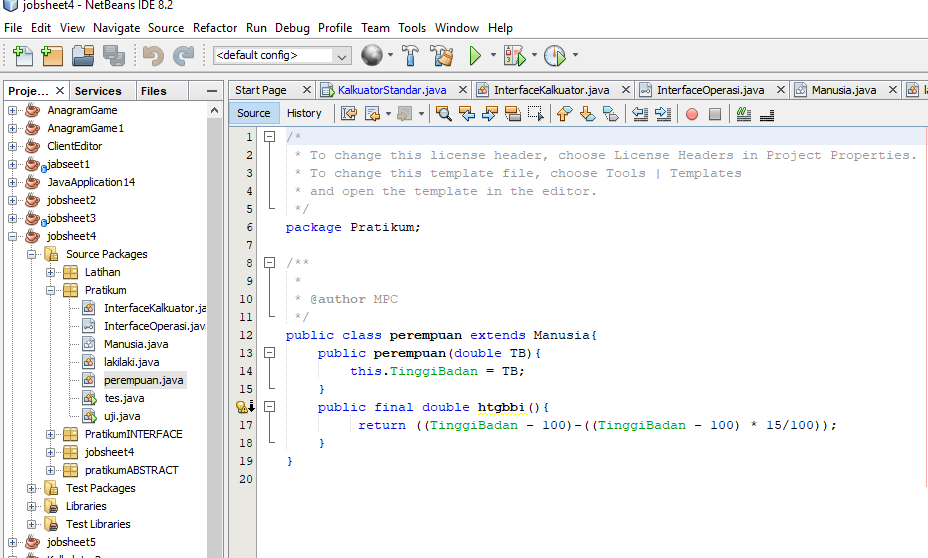 jobsheet4 - NetBeans IDE 8.2
File Edit View Navigate Source Refactor Run Debug Profile Team Tools Window Help
<default config>
Proje... Services Files
AnagramGame
AnagramGame1
ClientEditor
jabseet1
JavaApplication14
jobsheet2
jobsheet3
jobsheet4
Source Packages
Latihan
Pratikum
InterfaceKalkuator.ja
InterfaceOperasi.jav
Manusia.java
lakilaki.java
perempuan.java
tes.java
uji.java
PratikumINTERFACE
jobsheet4
pratikumABSTRACT
Test Packages
Libraries
Test Libraries
jobsheet5
Start Page KalkuatorStandar.java InterfaceKalkuator.java InterfaceOperasi.java Manusia.java
Source History
1 /*
2 * To change this license header, choose License Headers in Project Properties.
3 * To change this template file, choose Tools | Templates
4 * and open the template in the editor.
5 */
6 package Pratikum;
7
8 /**
9 *
10 * @author MPC
11 */
12 public class perempuan extends Manusia{
13 public perempuan(double TB){
14 this.TinggiBadan = TB;
15 }
public final double htgbbi(){
17 return ((TinggiBadan - 100)-((TinggiBadan - 100) * 15/100));
18 }
19 }
20